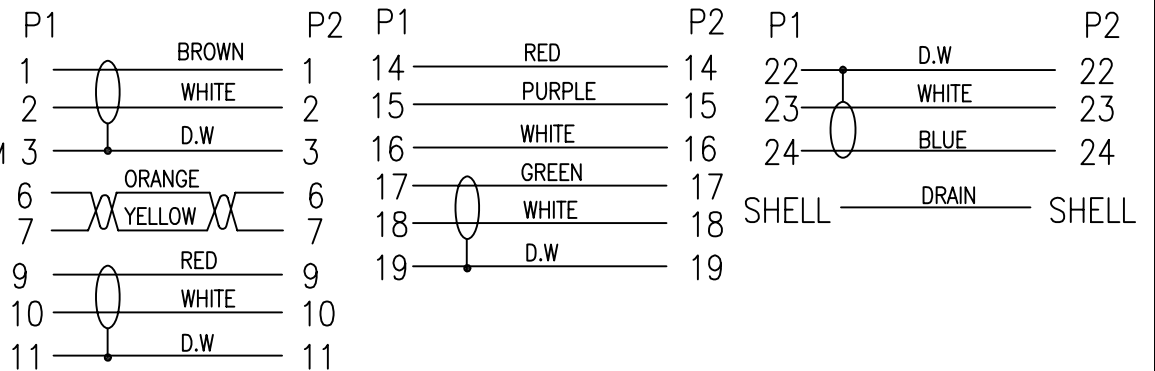 P1 P2
1 BROWN 1
2 WHITE 2
M 3 D.W 3
6 ORANGE 6
7 YELLOW 7
9 RED 9
10 WHITE 10
11 D.W 11
P1 P2
14 RED 14
15 PURPLE 15
16 WHITE 16
17 GREEN 17
18 WHITE 18
19 D.W 19
P1 P2
22 D.W 22
23 WHITE 23
24 BLUE 24
SHELL DRAIN SHELL